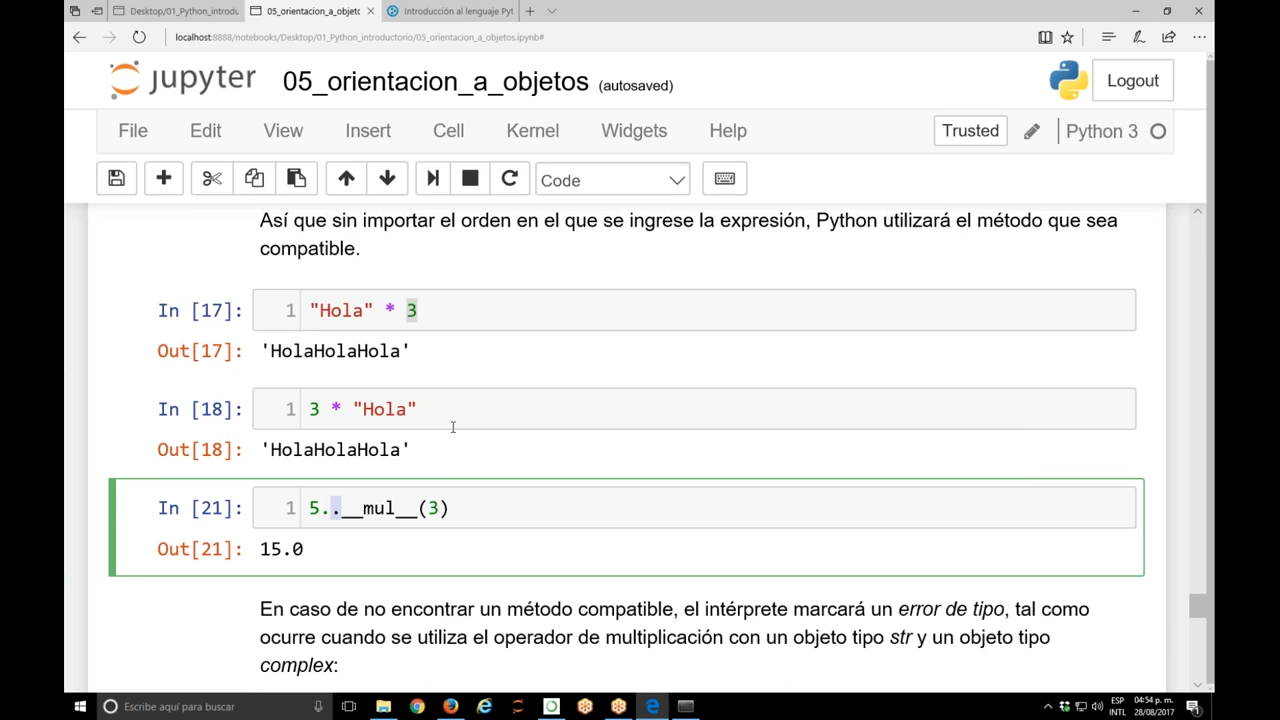 Desktop/01_Python_introdu
05_orientacion_a_objeto
Introducción al lenguaje Pyt
localhost:8888/notebooks/Desktop/01_Python_introductorio/05_orientacion_a_objetos.ipynb#
jupyter 05_orientacion_a_objetos (autosaved) Logout
File Edit View Insert Cell Kernel Widgets Help Trusted Python 3
Code
Así que sin importar el orden en el que se ingrese la expresión, Python utilizará el método que sea
compatible.
In [17]: 1 "Hola" * 3
Out[17]: 'HolaHolaHola'
In [18]: 1 3 * "Hola"
Out[18]: 'HolaHolaHola'
In [21]: 1 5..__mul__(3)
Out[21]: 15.0
En caso de no encontrar un método compatible, el intérprete marcará un error de tipo, tal como
ocurre cuando se utiliza el operador de multiplicación con un objeto tipo str y un objeto tipo
complex:
Escribe aquí para buscar
ESP 04:54 p. m.
INTL 28/08/2017